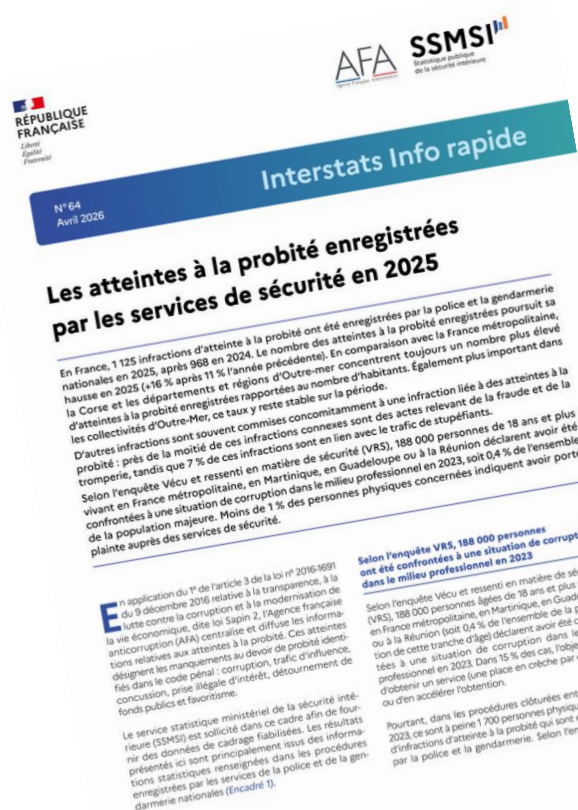 AFA
Agence Française Anticorruption
SSMSI
Statistique publique
de la sécurité intérieure
RÉPUBLIQUE
FRANÇAISE
Liberté
Égalité
Fraternité
N° 64
Avril 2026
Interstats Info rapide
Les atteintes à la probité enregistrées
par les services de sécurité en 2025
En France, 1 125 infractions d'atteinte à la probité ont été enregistrées par la police et la gendarmerie
nationales en 2025, après 968 en 2024. Le nombre des atteintes à la probité enregistrées poursuit sa
hausse en 2025 (+16 % après 11 % l'année précédente). En comparaison avec la France métropolitaine,
la Corse et les départements et régions d'Outre-mer concentrent toujours un nombre plus élevé
d'atteintes à la probité enregistrées rapportées au nombre d'habitants. Également plus important dans
les collectivités d'Outre-Mer, ce taux y reste stable sur la période.
D'autres infractions sont souvent commises concomitamment à une infraction liée à des atteintes à la
probité : près de la moitié de ces infractions connexes sont des actes relevant de la fraude et de la
tromperie, tandis que 7 % de ces infractions sont en lien avec le trafic de stupéfiants.
Selon l'enquête Vécu et ressenti en matière de sécurité (VRS), 188 000 personnes de 18 ans et plus
vivant en France métropolitaine, en Martinique, en Guadeloupe ou à la Réunion déclarent avoir été
confrontées à une situation de corruption dans le milieu professionnel en 2023, soit 0,4 % de l'ensemble
de la population majeure. Moins de 1 % des personnes physiques concernées indiquent avoir porté
plainte auprès des services de sécurité.
En application du 1° de l'article 3 de la loi n° 2016-1691
du 9 décembre 2016 relative à la transparence, à la
lutte contre la corruption et à la modernisation de
la vie économique, dite loi Sapin 2, l'Agence française
anticorruption (AFA) centralise et diffuse les informa-
tions relatives aux atteintes à la probité. Ces atteintes
désignent les manquements au devoir de probité identi-
fiés dans le code pénal : corruption, trafic d'influence,
concussion, prise illégale d'intérêt, détournement de
fonds publics et favoritisme.
Le service statistique ministériel de la sécurité inté-
rieure (SSMSI) est sollicité dans ce cadre afin de four-
nir des données de cadrage fiabilisées. Les résultats
présentés ici sont principalement issus des informa-
tions statistiques renseignées dans les procédures
enregistrées par les services de la police et de la gen-
darmerie nationales (Encadré 1).
Selon l'enquête VRS, 188 000 personnes
ont été confrontées à une situation de corrupt
dans le milieu professionnel en 2023
Selon l'enquête Vécu et ressenti en matière de séc
(VRS), 188 000 personnes âgées de 18 ans et plus
en France métropolitaine, en Martinique, en Guade
ou à la Réunion (soit 0,4 % de l'ensemble de la p
tion de cette tranche d'âge) déclarent avoir été c
tées à une situation de corruption dans le
professionnel en 2023. Dans 15 % des cas, l'obje
d'obtenir un service (une place en crèche par e
ou d'en accélérer l'obtention.
Pourtant, dans les procédures clôturées ent
2023, ce sont à peine 1 700 personnes physiqu
d'infractions d'atteinte à la probité qui sont e
par la police et la gendarmerie. Selon l'en